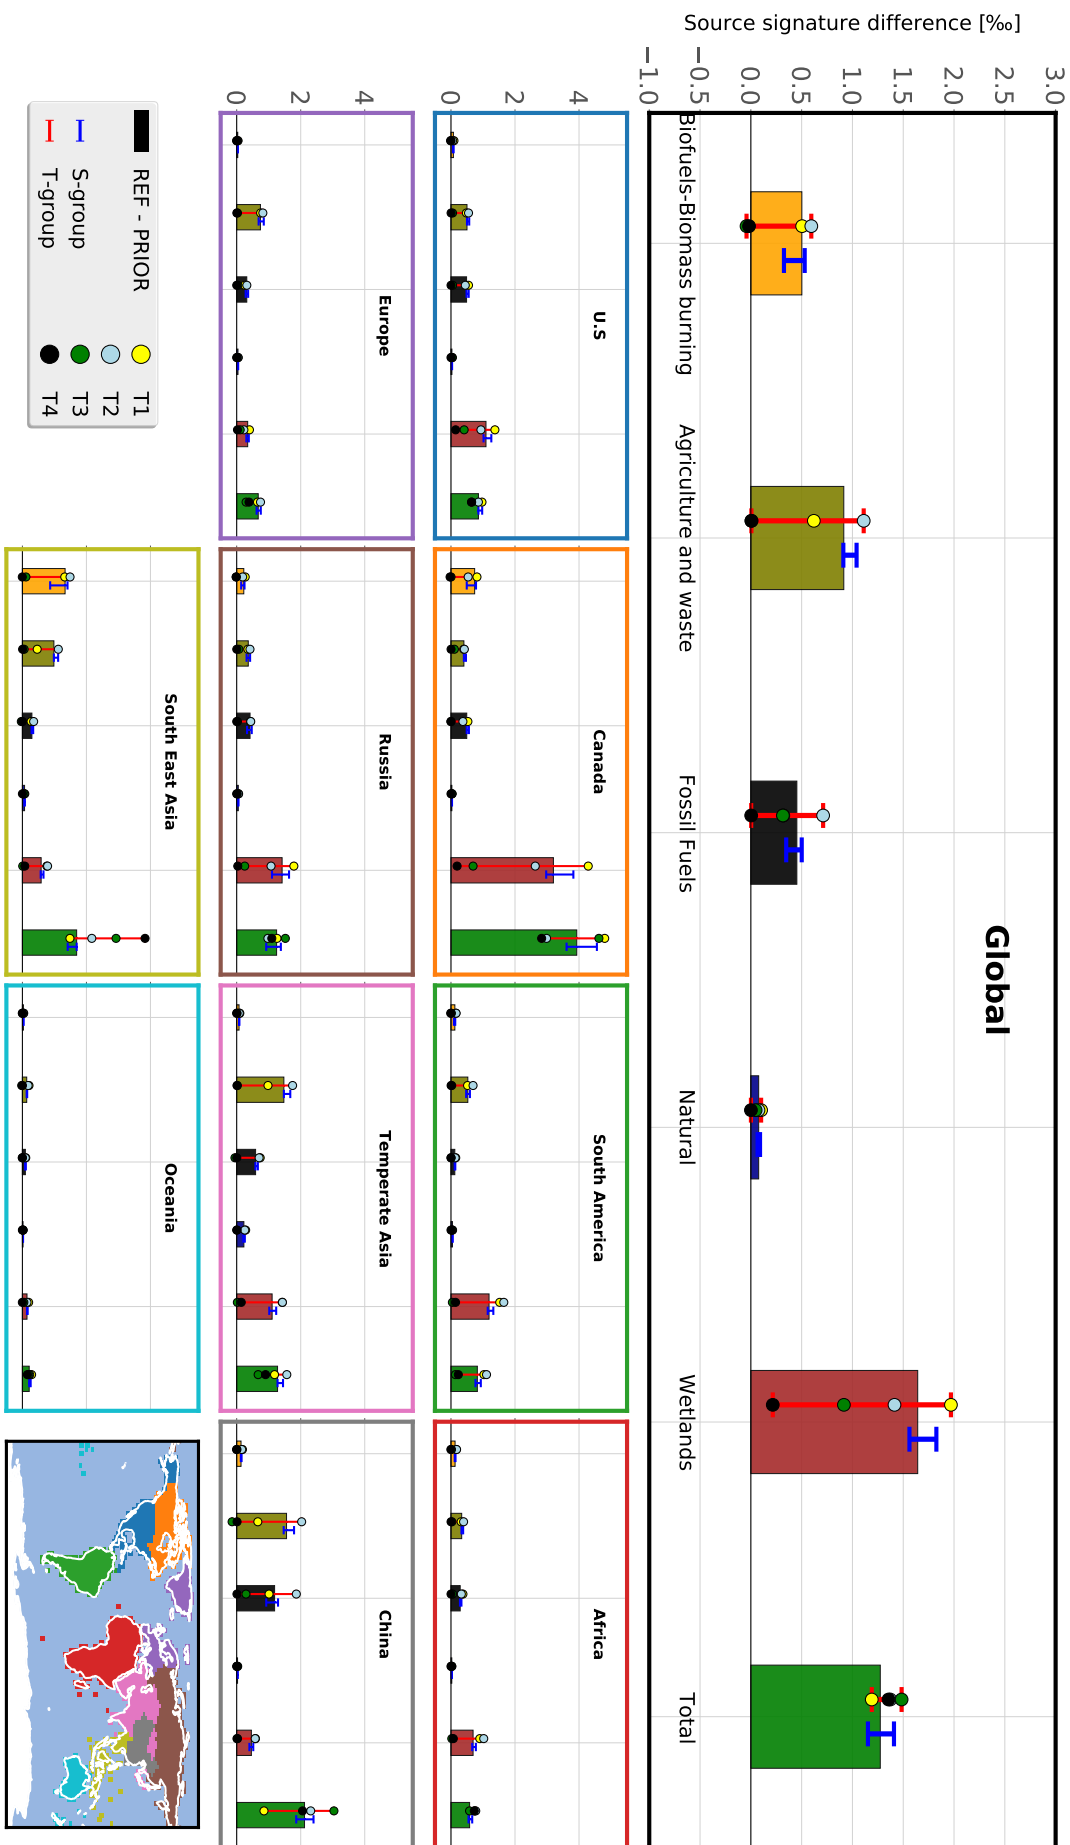 Global
Source signature difference [‰]
3.0
2.5
2.0
1.5
1.0
0.5
0.0
−0.5
−1.0
Biofuels-Biomass burning
Agriculture and waste
Fossil Fuels
Natural
Wetlands
Total
4
2
0
U.S
Canada
South America
Africa
4
2
0
Europe
Russia
Temperate Asia
China
South East Asia
Oceania
REF - PRIOR
S-group
T-group
T1
T2
T3
T4